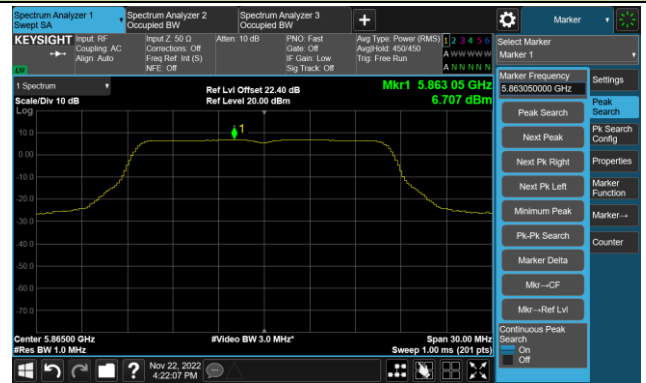 Spectrum Analyzer 1
Swept SA
Spectrum Analyzer 2
Occupied BW
Spectrum Analyzer 3
Occupied BW
Marker
KEYSIGHT
Input: RF
Coupling: AC
Align: Auto
Input Z: 50 Ω
Corrections: Off
Freq Ref: Int (S)
NFE: Off
Atten: 10 dB
PNO: Fast
Gate: Off
IF Gain: Low
Sig Track: Off
Avg Type: Power (RMS)
Avg|Hold: 450/450
Trig: Free Run
1 2 3 4 5 6
A W W W W W
A N N N N N
LW
Select Marker
Marker 1
1 Spectrum
Scale/Div 10 dB
Log
Ref Lvl Offset 22.40 dB
Ref Level 20.00 dBm
Mkr1 5.863 05 GHz
6.707 dBm
1
10.0
0.00
-10.0
-20.0
-30.0
-40.0
-50.0
-60.0
-70.0
Center 5.86500 GHz
#Res BW 1.0 MHz
#Video BW 3.0 MHz*
Span 30.00 MHz
Sweep 1.00 ms (201 pts)
Marker Frequency
5.863050000 GHz
Peak Search
Next Peak
Next Pk Right
Next Pk Left
Minimum Peak
Pk-Pk Search
Marker Delta
Mkr→CF
Mkr→Ref Lvl
Continuous Peak
Search
On
Off
Settings
Peak
Search
Pk Search
Config
Properties
Marker
Function
Marker→
Counter
Nov 22, 2022
4:22:07 PM